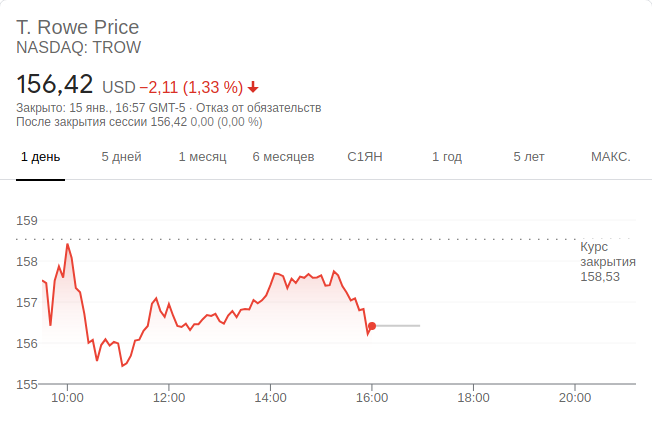 T. Rowe Price
NASDAQ: TROW
156,42 USD −2,11 (1,33 %)
Закрыто: 15 янв., 16:57 GMT-5 · Отказ от обязательств
После закрытия сессии 156,42 0,00 (0,00 %)
1 день 5 дней 1 месяц 6 месяцев С1ЯН 1 год 5 лет МАКС.
159
Курс
закрытия
158,53
158
157
156
155
10:00 12:00 14:00 16:00 18:00 20:00